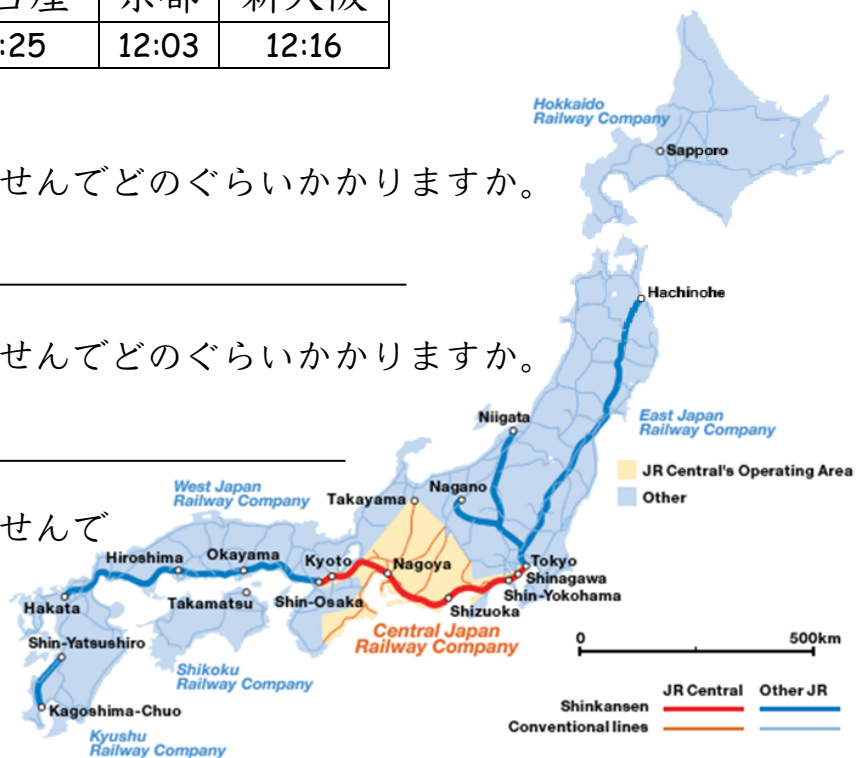 名古屋 京都 新大阪
:25 12:03 12:16
せんでどのぐらいかかりますか。
せんでどのぐらいかかりますか。
せんで
Hokkaido
Railway Company
Sapporo
Hachinohe
Niigata
East Japan
Railway Company
JR Central's Operating Area
Other
West Japan
Railway Company
Takayama
Nagano
Hiroshima
Okayama
Kyoto
Nagoya
Tokyo
Shinagawa
Shin-Yokohama
Hakata
Takamatsu
Shin-Osaka
Shizuoka
Central Japan
Railway Company
Shin-Yatsushiro
Shikoku
Railway Company
Kagoshima-Chuo
Kyushu
Railway Company
0 500km
JR Central Other JR
Shinkansen
Conventional lines